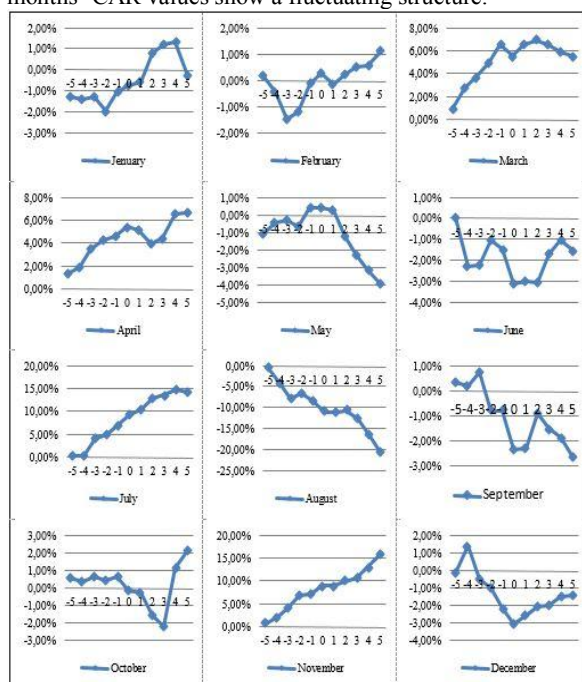 months' CAR values show a fluctuating structure.
2,00%
1,00%
0,00%
-1,00%
-2,00%
-3,00%
-5 -4 -3 -2 -1 0 1 2 3 4 5
Jenuary
2,00%
1,00%
0,00%
-1,00%
-2,00%
-5 -4 -3 -2 -1 0 1 2 3 4 5
February
8,00%
6,00%
4,00%
2,00%
0,00%
-5 -4 -3 -2 -1 0 1 2 3 4 5
March
8,00%
6,00%
4,00%
2,00%
0,00%
-5 -4 -3 -2 -1 0 1 2 3 4 5
April
1,00%
0,00%
-1,00%
-2,00%
-3,00%
-4,00%
-5,00%
-5 -4 -3 -2 -1 0 1 2 3 4 5
May
1,00%
0,00%
-1,00%
-2,00%
-3,00%
-4,00%
-5 -4 -3 -2 -1 0 1 2 3 4 5
June
20,00%
15,00%
10,00%
5,00%
0,00%
-5 -4 -3 -2 -1 0 1 2 3 4 5
July
0,00%
-5,00%
-10,00%
-15,00%
-20,00%
-25,00%
-5 -4 -3 -2 -1 0 1 2 3 4 5
August
1,00%
0,00%
-1,00%
-2,00%
-3,00%
-5 -4 -3 -2 -1 0 1 2 3 4 5
September
3,00%
2,00%
1,00%
0,00%
-1,00%
-2,00%
-3,00%
-5 -4 -3 -2 -1 0 1 2 3 4 5
October
20,00%
15,00%
10,00%
5,00%
0,00%
-5 -4 -3 -2 -1 0 1 2 3 4 5
November
2,00%
1,00%
0,00%
-1,00%
-2,00%
-3,00%
-4,00%
-5 -4 -3 -2 -1 0 1 2 3 4 5
December